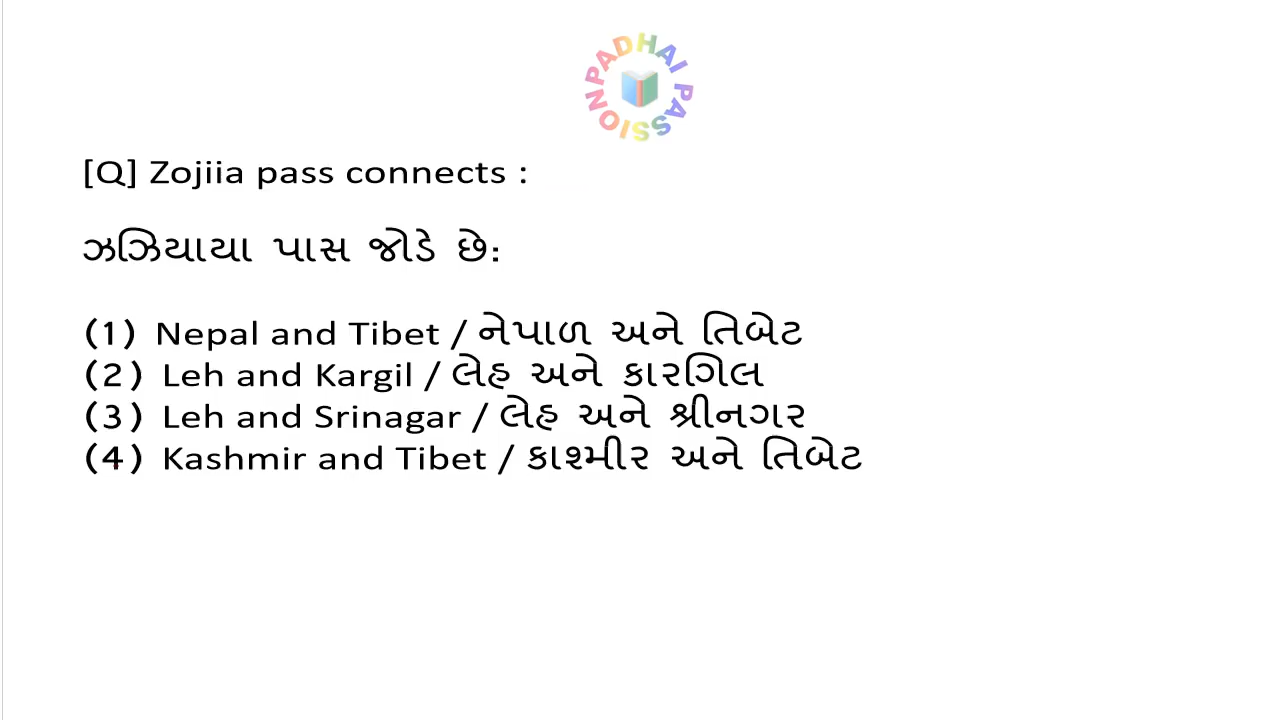 PADHAI PASSION
[Q] Zojiia pass connects :
ઝઝિયાયા પાસ જોડે છે:
(1) Nepal and Tibet / નેપાળ અને તિબેટ
(2) Leh and Kargil / લેહ અને કારગિલ
(3) Leh and Srinagar / લેહ અને શ્રીનગર
(4) Kashmir and Tibet / કાશ્મીર અને તિબેટ